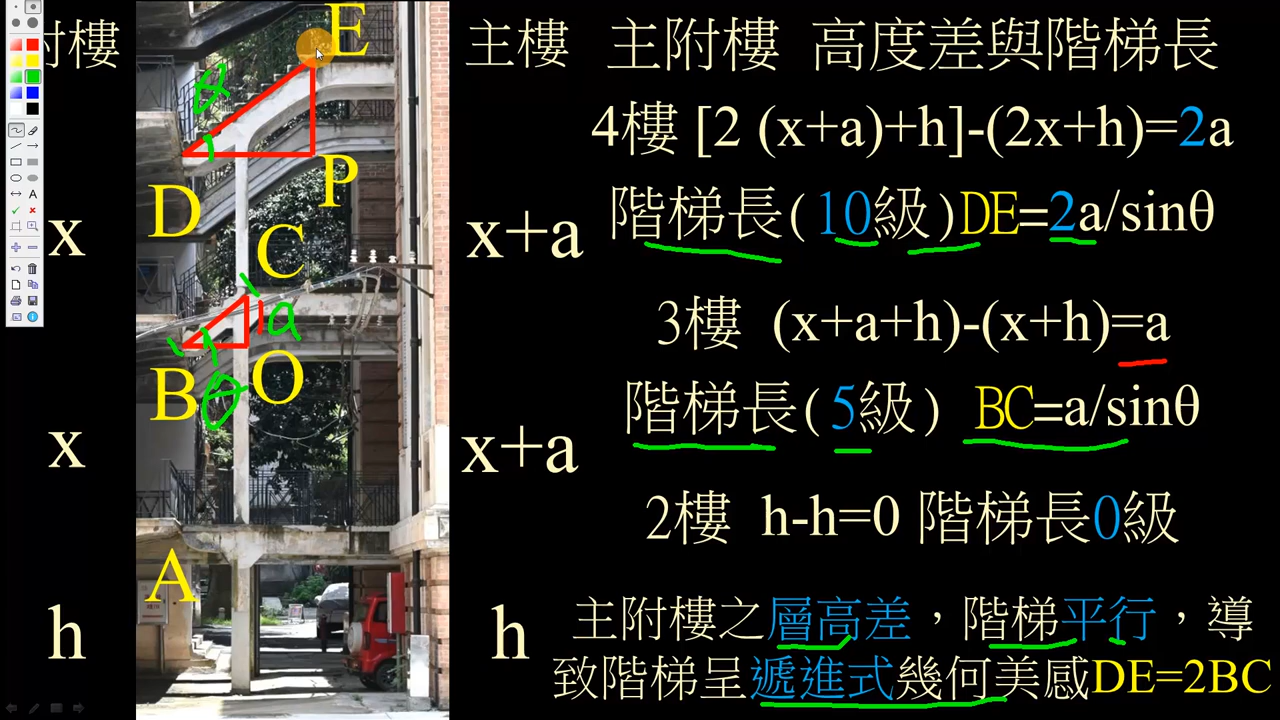 附樓
主樓 主附樓 高度差與階梯長
E
θ
4樓 [2 (x+a)+h]-(2x+h)=2a
P
D
x
x+a
階梯長(10級)DE=2a/sinθ
C
a
3樓 (x+a+h)-(x+h)=a
O
B
θ
階梯長(5級) BC=a/sinθ
x
x+a
2樓 h-h=0 階梯長0級
A
h
h
主附樓之層高差，階梯平行，導
致階梯呈遞進式幾何美感DE=2BC